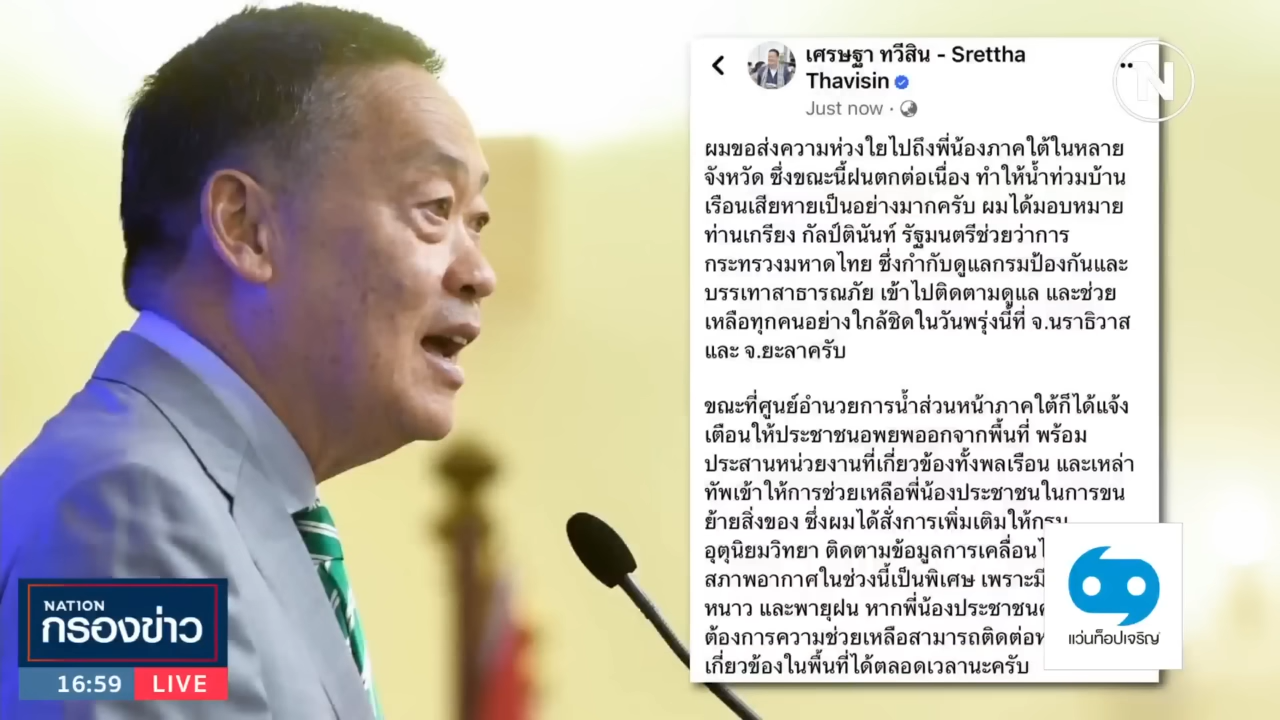 เศรษฐา ทวีสิน - Srettha
Thavisin
Just now
N
ผมขอส่งความห่วงใยไปถึงพี่น้องภาคใต้ในหลาย
จังหวัด ซึ่งขณะนี้ฝนตกต่อเนื่อง ทำให้น้ำท่วมบ้าน
เรือนเสียหายเป็นอย่างมากครับ ผมได้มอบหมาย
ท่านเกรียง กัลป์ตินันท์ รัฐมนตรีช่วยว่าการ
กระทรวงมหาดไทย ซึ่งกำกับดูแลกรมป้องกันและ
บรรเทาสาธารณภัย เข้าไปติดตามดูแล และช่วย
เหลือทุกคนอย่างใกล้ชิดในวันพรุ่งนี้ที่ จ.นราธิวาส
และ จ.ยะลาครับ
ขณะที่ศูนย์อำนวยการน้ำส่วนหน้าภาคใต้ก็ได้แจ้ง
เตือนให้ประชาชนอพยพออกจากพื้นที่ พร้อม
ประสานหน่วยงานที่เกี่ยวข้องทั้งพลเรือน และเหล่า
ทัพเข้าให้การช่วยเหลือพี่น้องประชาชนในการขน
ย้ายสิ่งของ ซึ่งผมได้สั่งการเพิ่มเติมให้กรม
อุตุนิยมวิทยา ติดตามข้อมูลการเคลื่อน
สภาพอากาศในช่วงนี้เป็นพิเศษ เพราะมี
หนาว และพายุฝน หากพี่น้องประชาชน
ต้องการความช่วยเหลือสามารถติดต่อ
เกี่ยวข้องในพื้นที่ได้ตลอดเวลานะครับ
แว่นท็อปเจริญ
NATION
กรองข่าว
16:59 LIVE